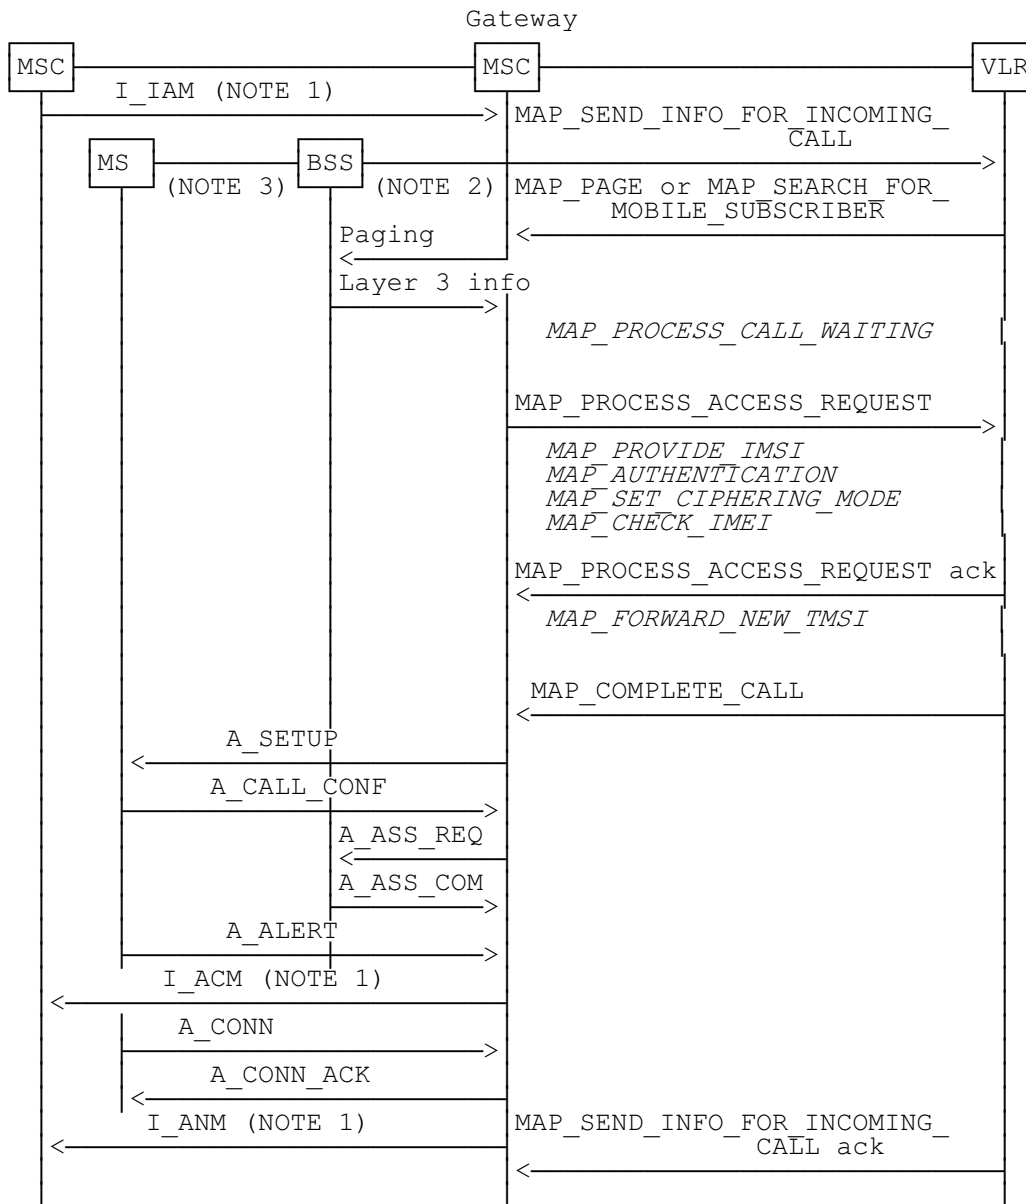 Gateway
MSC MSC VLR
I_IAM (NOTE 1)
MAP_SEND_INFO_FOR_INCOMING_
CALL
MS BSS
(NOTE 3) (NOTE 2) MAP_PAGE or MAP_SEARCH_FOR_
MOBILE_SUBSCRIBER
Paging
Layer 3 info
MAP_PROCESS_CALL_WAITING
MAP_PROCESS_ACCESS_REQUEST
MAP_PROVIDE_IMSI
MAP_AUTHENTICATION
MAP_SET_CIPHERING_MODE
MAP_CHECK_IMEI
MAP_PROCESS_ACCESS_REQUEST ack
MAP_FORWARD_NEW_TMSI
MAP_COMPLETE_CALL
A_SETUP
A_CALL_CONF
A_ASS_REQ
A_ASS_COM
A_ALERT
I_ACM (NOTE 1)
A_CONN
A_CONN_ACK
I_ANM (NOTE 1) MAP_SEND_INFO_FOR_INCOMING_
CALL ack